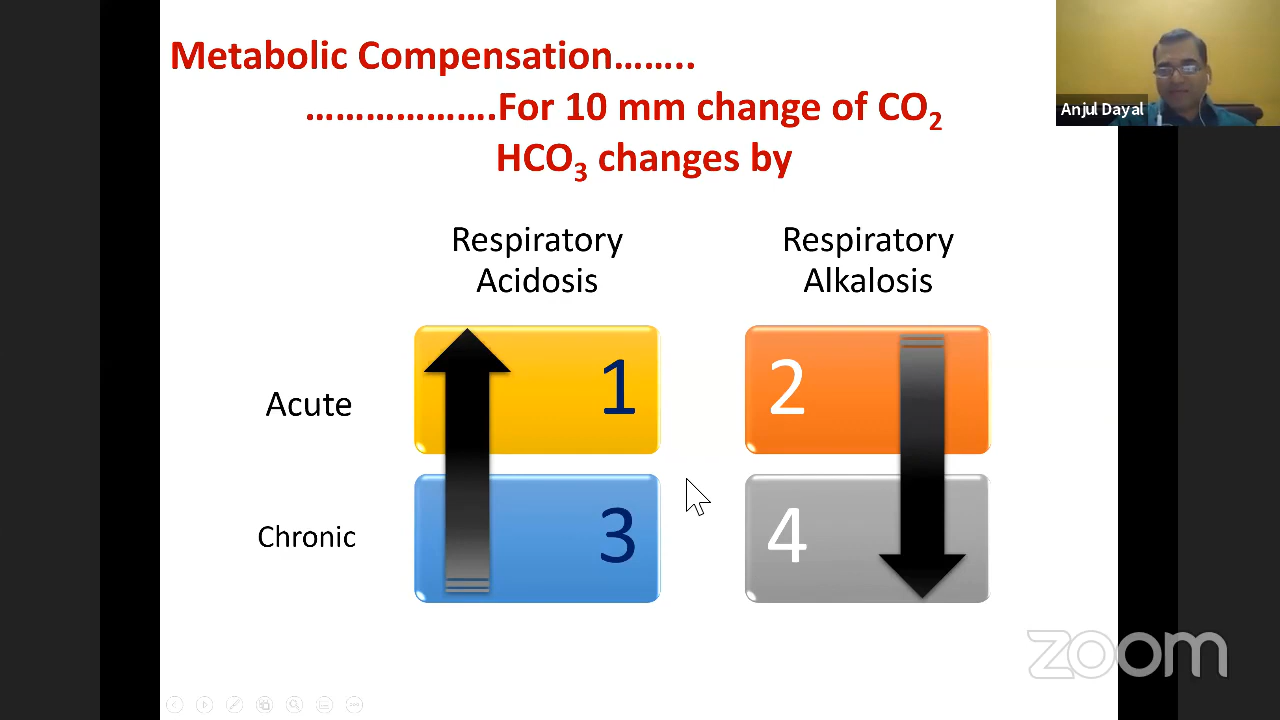 Metabolic Compensation……..
……………….For 10 mm change of CO2
HCO3 changes by
Anjul Dayal
Respiratory
Acidosis
Respiratory
Alkalosis
Acute
1
2
Chronic
3
4
zoom